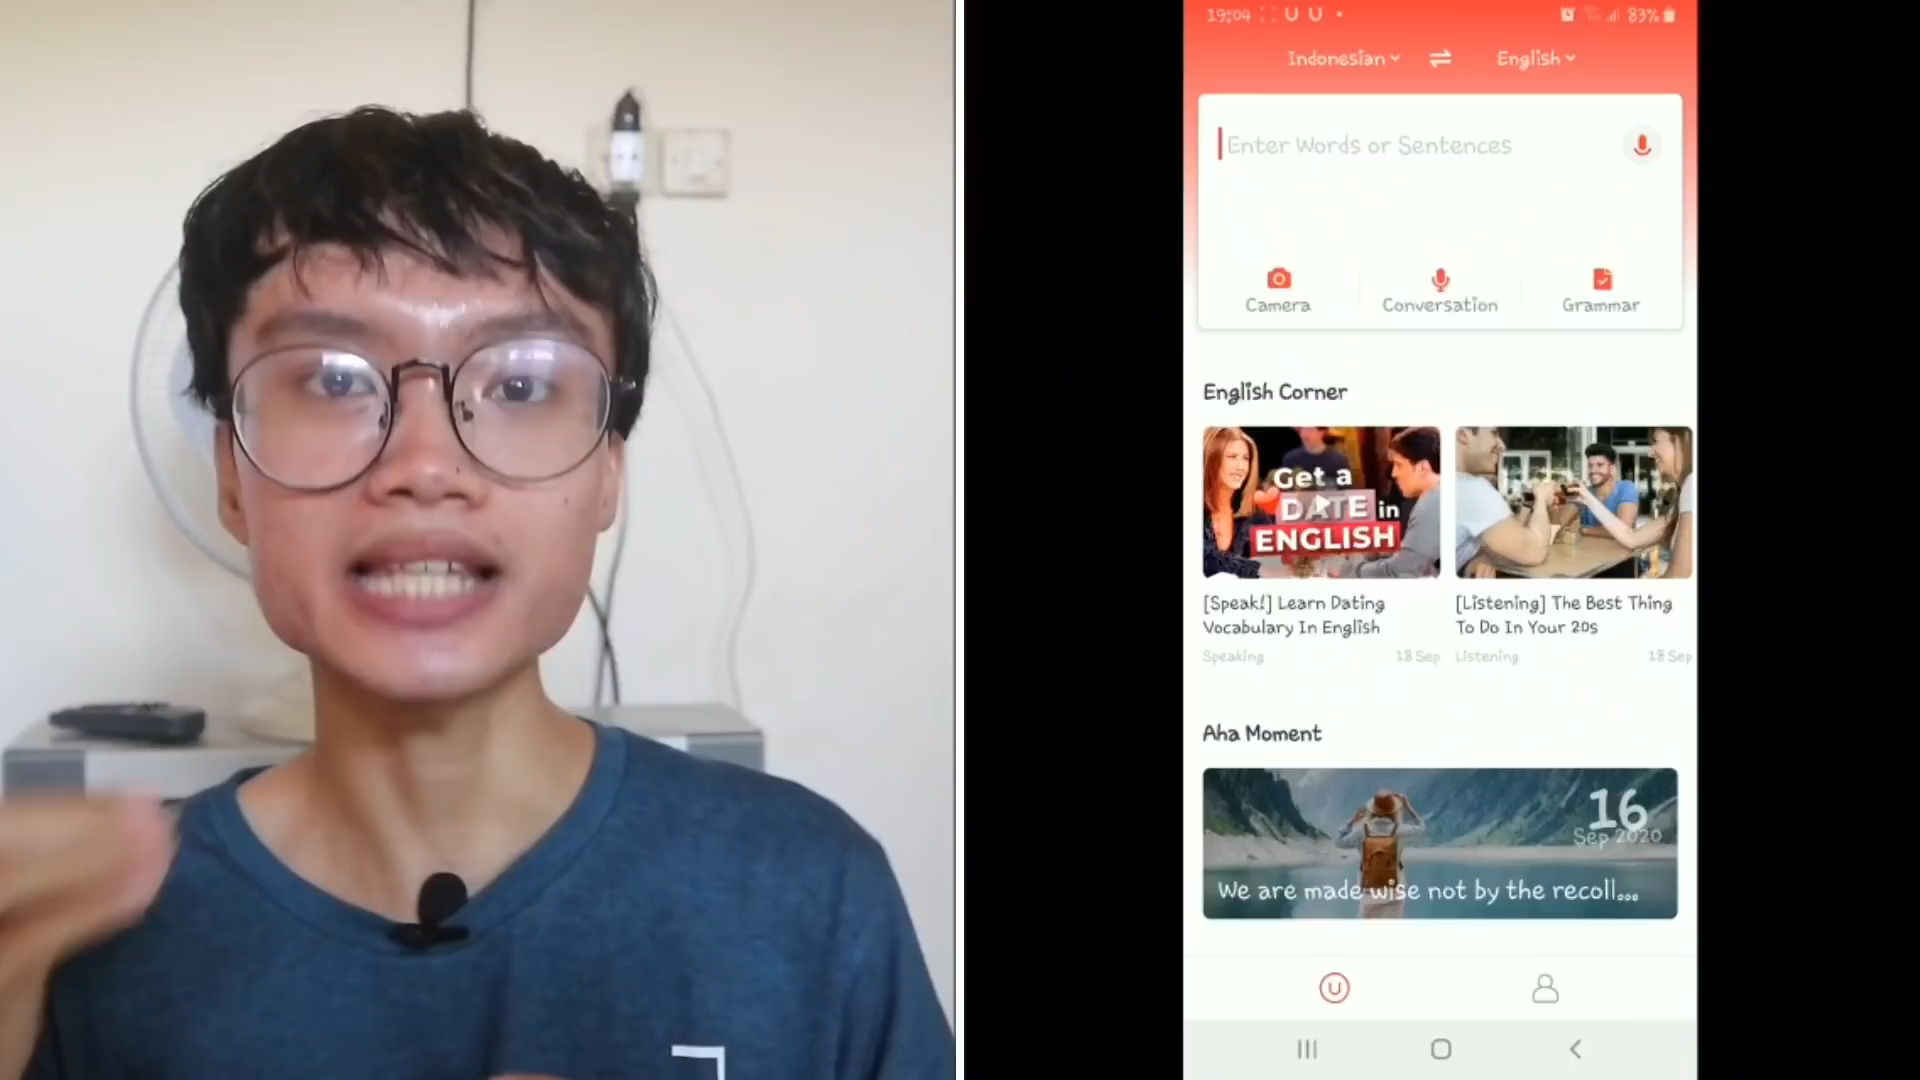 19:04
83%
Indonesian
English
Enter Words or Sentences
Camera
Conversation
Grammar
English Corner
Get a
DATE in
ENGLISH
[Speak!] Learn Dating
Vocabulary In English
Speaking
18 Sep
[Listening] The Best Thing
To Do In Your 20s
Listening
18 Sep
Aha Moment
16
Sep 2020
We are made wise not by the recoll...